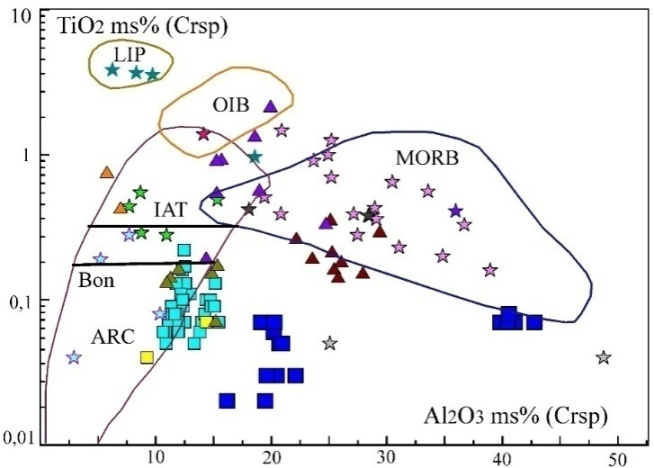 10
TiO2 ms% (Crsp)
LIP
OIB
1
MORB
IAT
Bon
0,1
ARC
Al2O3 ms% (Crsp)
0,01
10 20 30 40 50